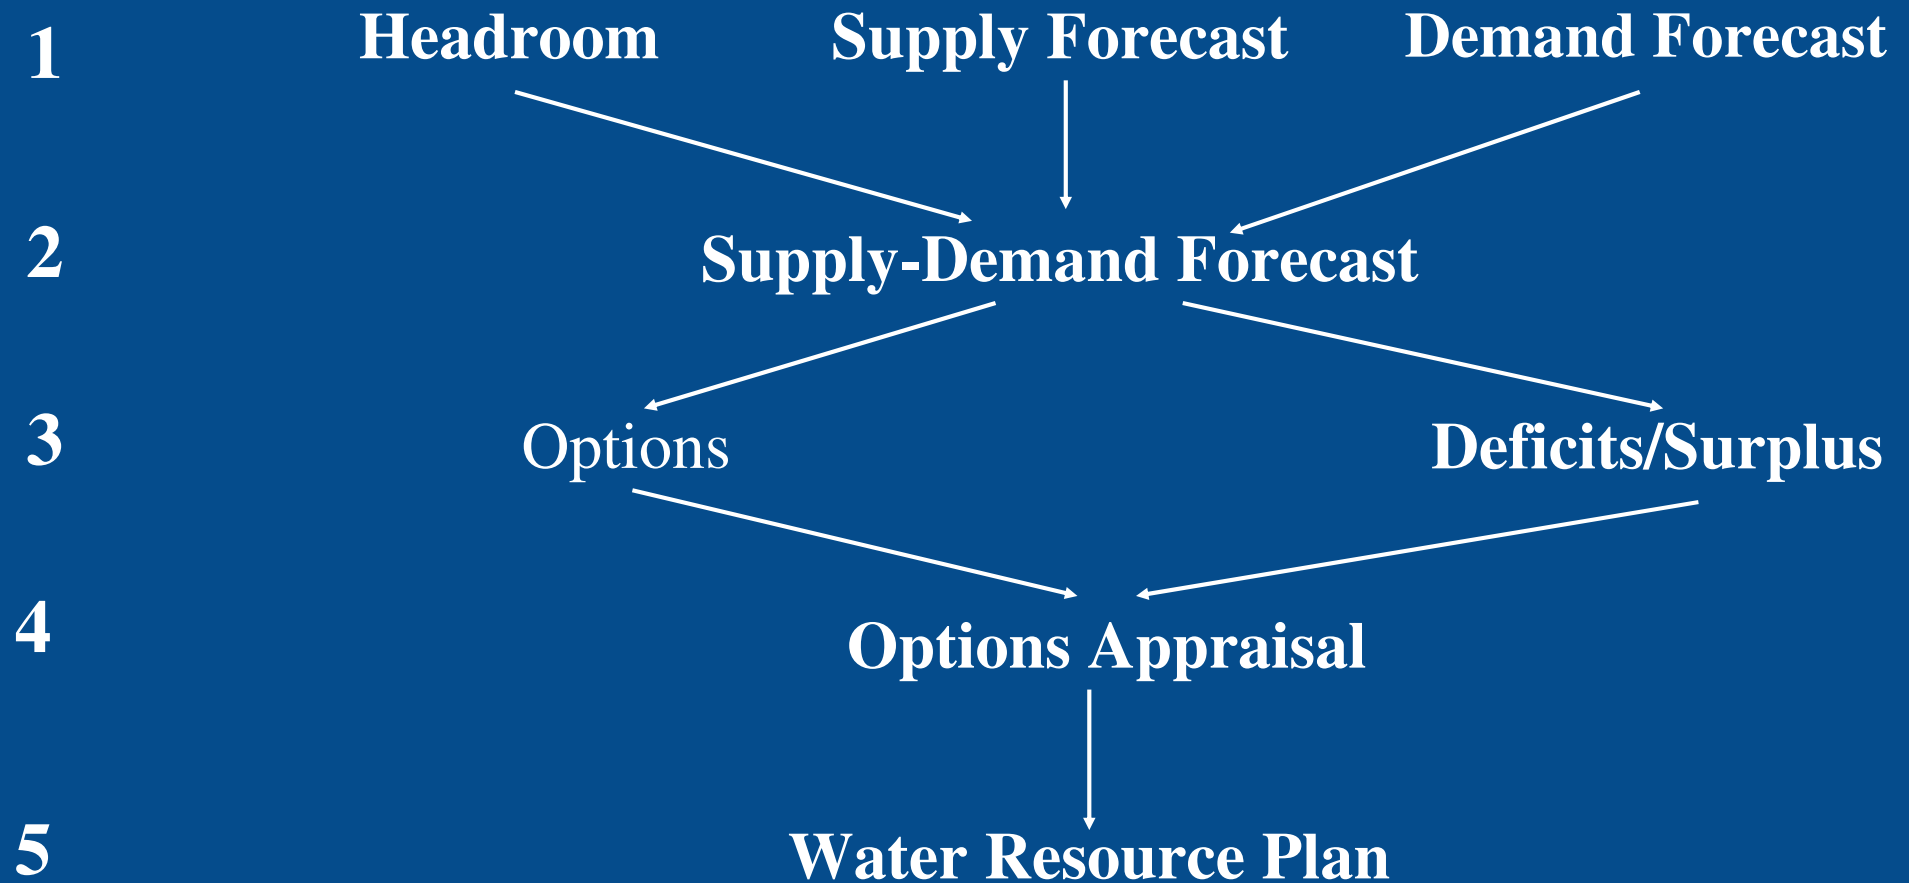 1 Headroom Supply Forecast Demand Forecast
2 Supply-Demand Forecast
3 Options Deficits/Surplus
4 Options Appraisal
5 Water Resource Plan